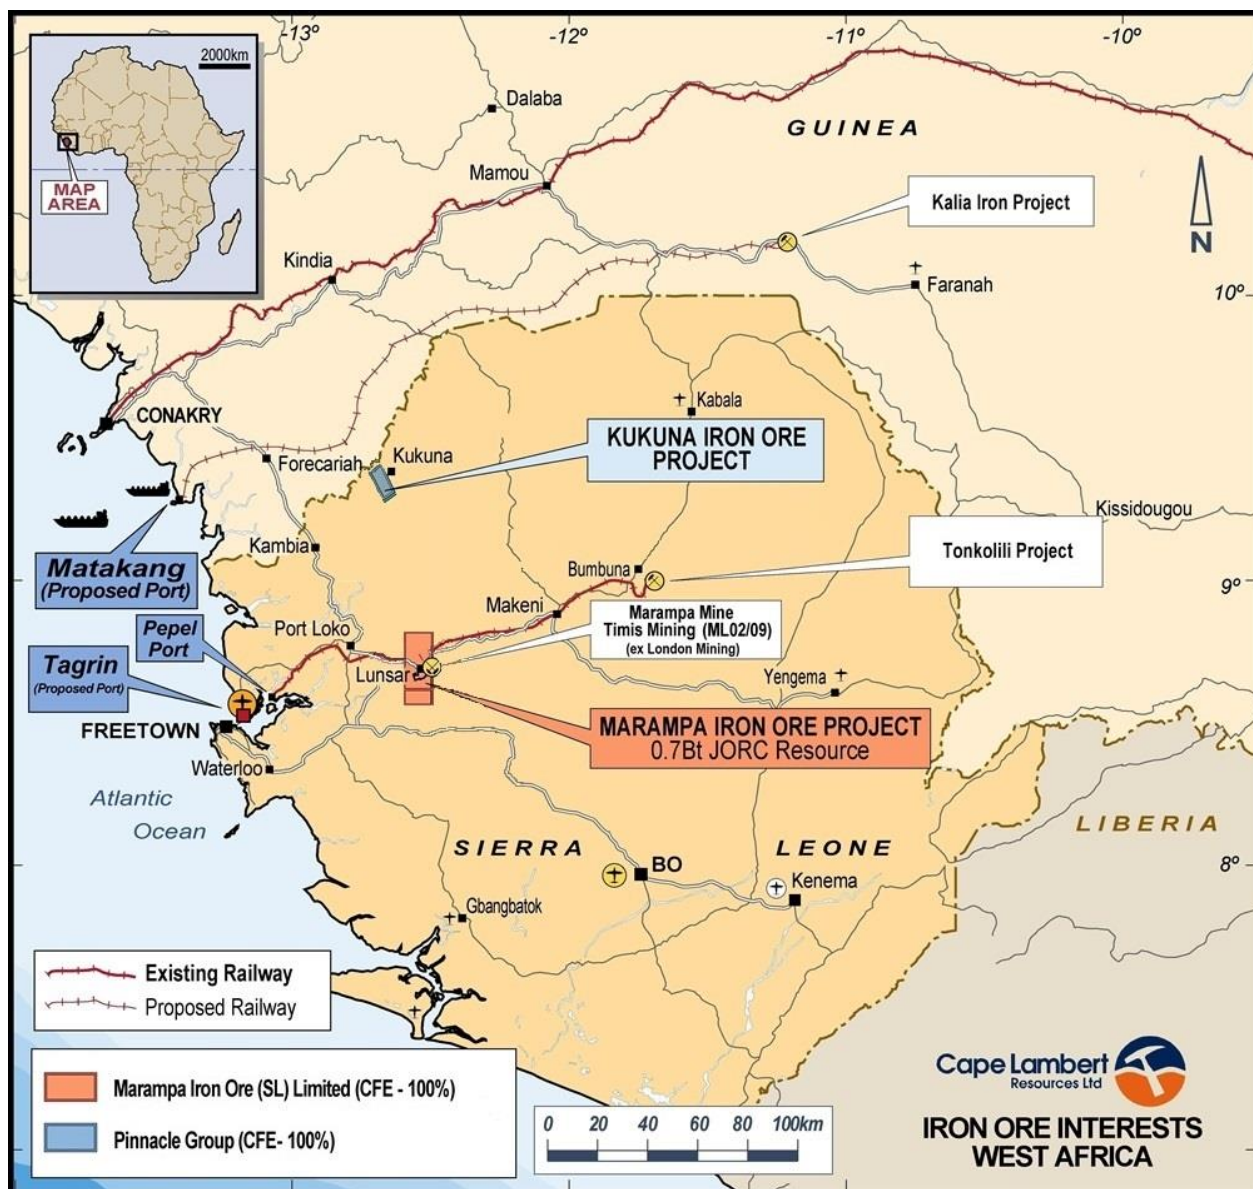 -13º
-12º
-11º
-10º
2000km
MAP
AREA
Dalaba
GUINEA
Mamou
Kalia Iron Project
N
Kindia
Faranah
10º
CONAKRY
Kabala
KUKUNA IRON ORE
PROJECT
Forecariah
Kukuna
Kissidougou
Kambia
Matakang
(Proposed Port)
Tonkolili Project
Bumbuna
9º
Makeni
Marampa Mine
Timis Mining (ML02/09)
(ex London Mining)
Pepel
Port
Port Loko
Tagrin
(Proposed Port)
Lunsar
Yengema
FREETOWN
MARAMPA IRON ORE PROJECT
0.7Bt JORC Resource
Waterloo
Atlantic
Ocean
LIBERIA
SIERRA LEONE
BO
8º
Kenema
Gbangbatok
Existing Railway
Proposed Railway
Marampa Iron Ore (SL) Limited (CFE - 100%)
Pinnacle Group (CFE- 100%)
0 20 40 60 80 100km
Cape Lambert
Resources Ltd
IRON ORE INTERESTS
WEST AFRICA